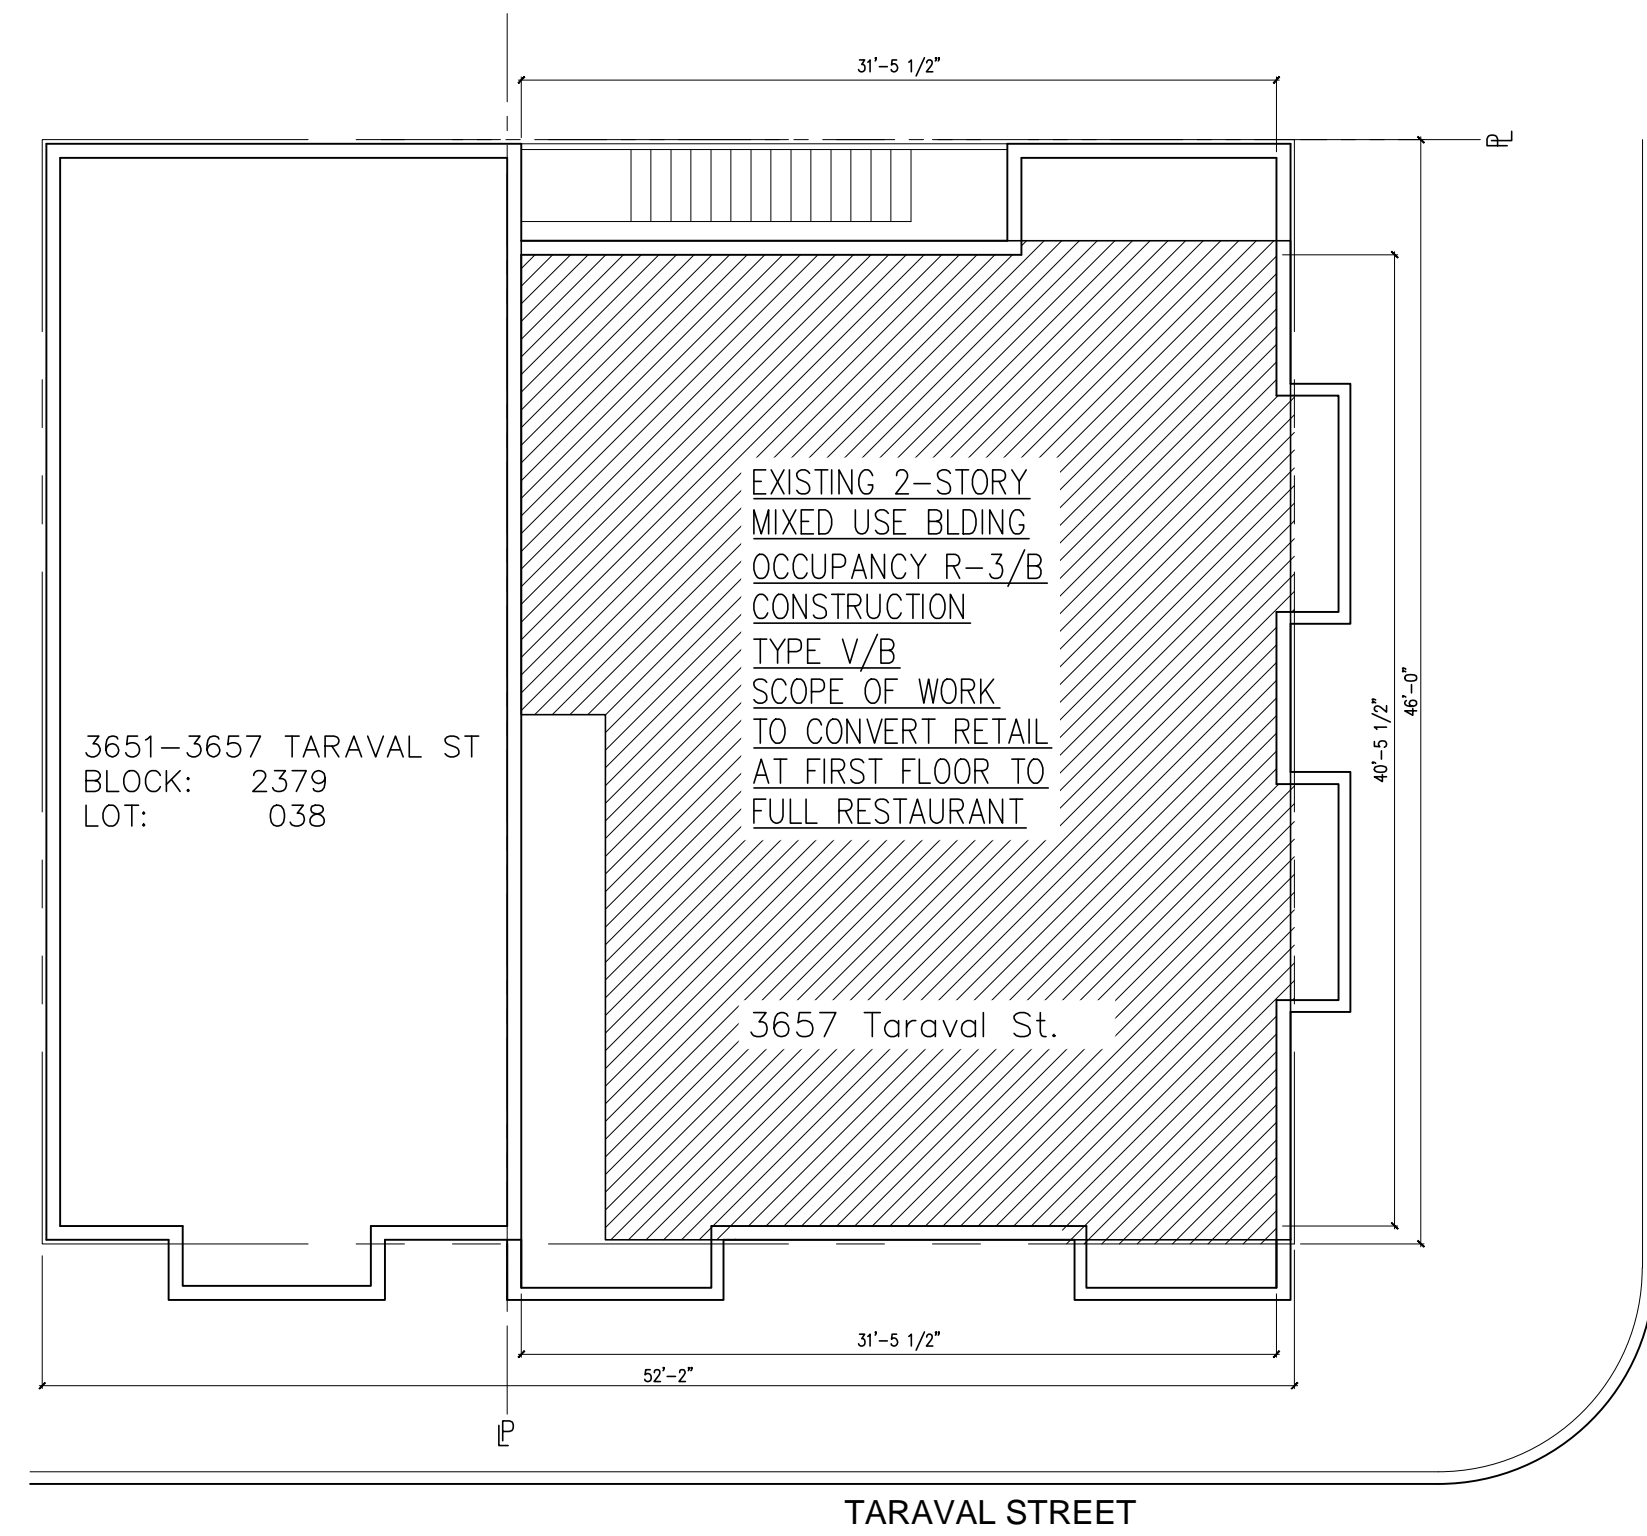 31'-5 1/2"
PL
EXISTING 2-STORY
MIXED USE BLDING
OCCUPANCY R-3/B
CONSTRUCTION
TYPE V/B
SCOPE OF WORK
TO CONVERT RETAIL
AT FIRST FLOOR TO
FULL RESTAURANT
40'-5 1/2"
46'-0"
3651-3657 TARAVAL ST
BLOCK: 2379
LOT: 038
3657 Taraval St.
31'-5 1/2"
52'-2"
PL
TARAVAL STREET